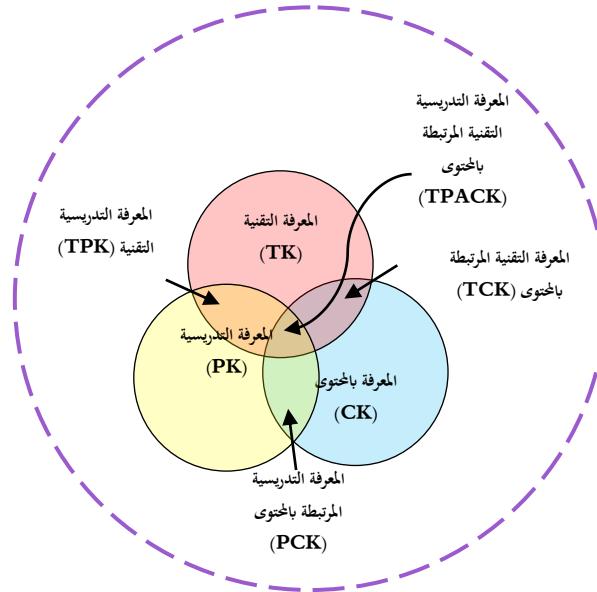 المعرفة التدريسية
التقنية المرتبطة
بالمحتوى
(TPACK)
المعرفة التقنية
(TK)
المعرفة التدريسية
التقنية (TPK)
المعرفة التقنية المرتبطة
بالمحتوى (TCK)
المعرفة التدريسية
(PK)
المعرفة بالمحتوى
(CK)
المعرفة التدريسية
المرتبطة بالمحتوى
(PCK)